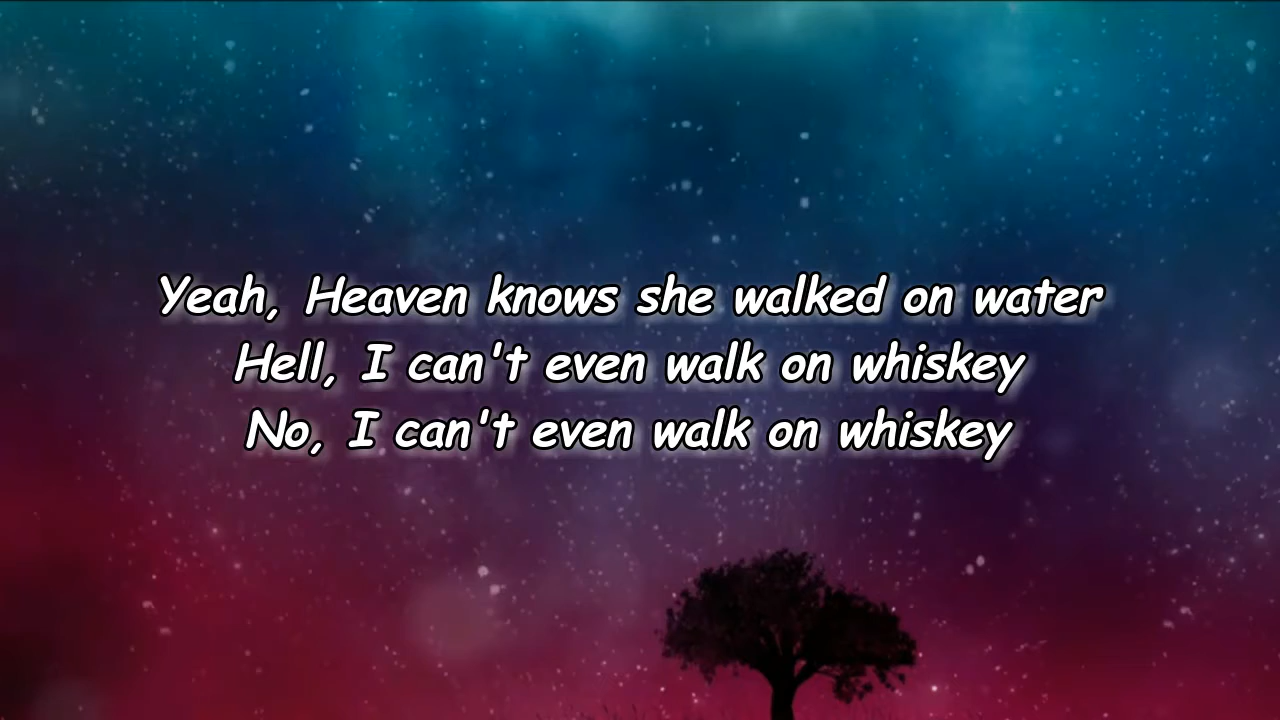 Yeah, Heaven knows she walked on water
Hell, I can't even walk on whiskey
No, I can't even walk on whiskey